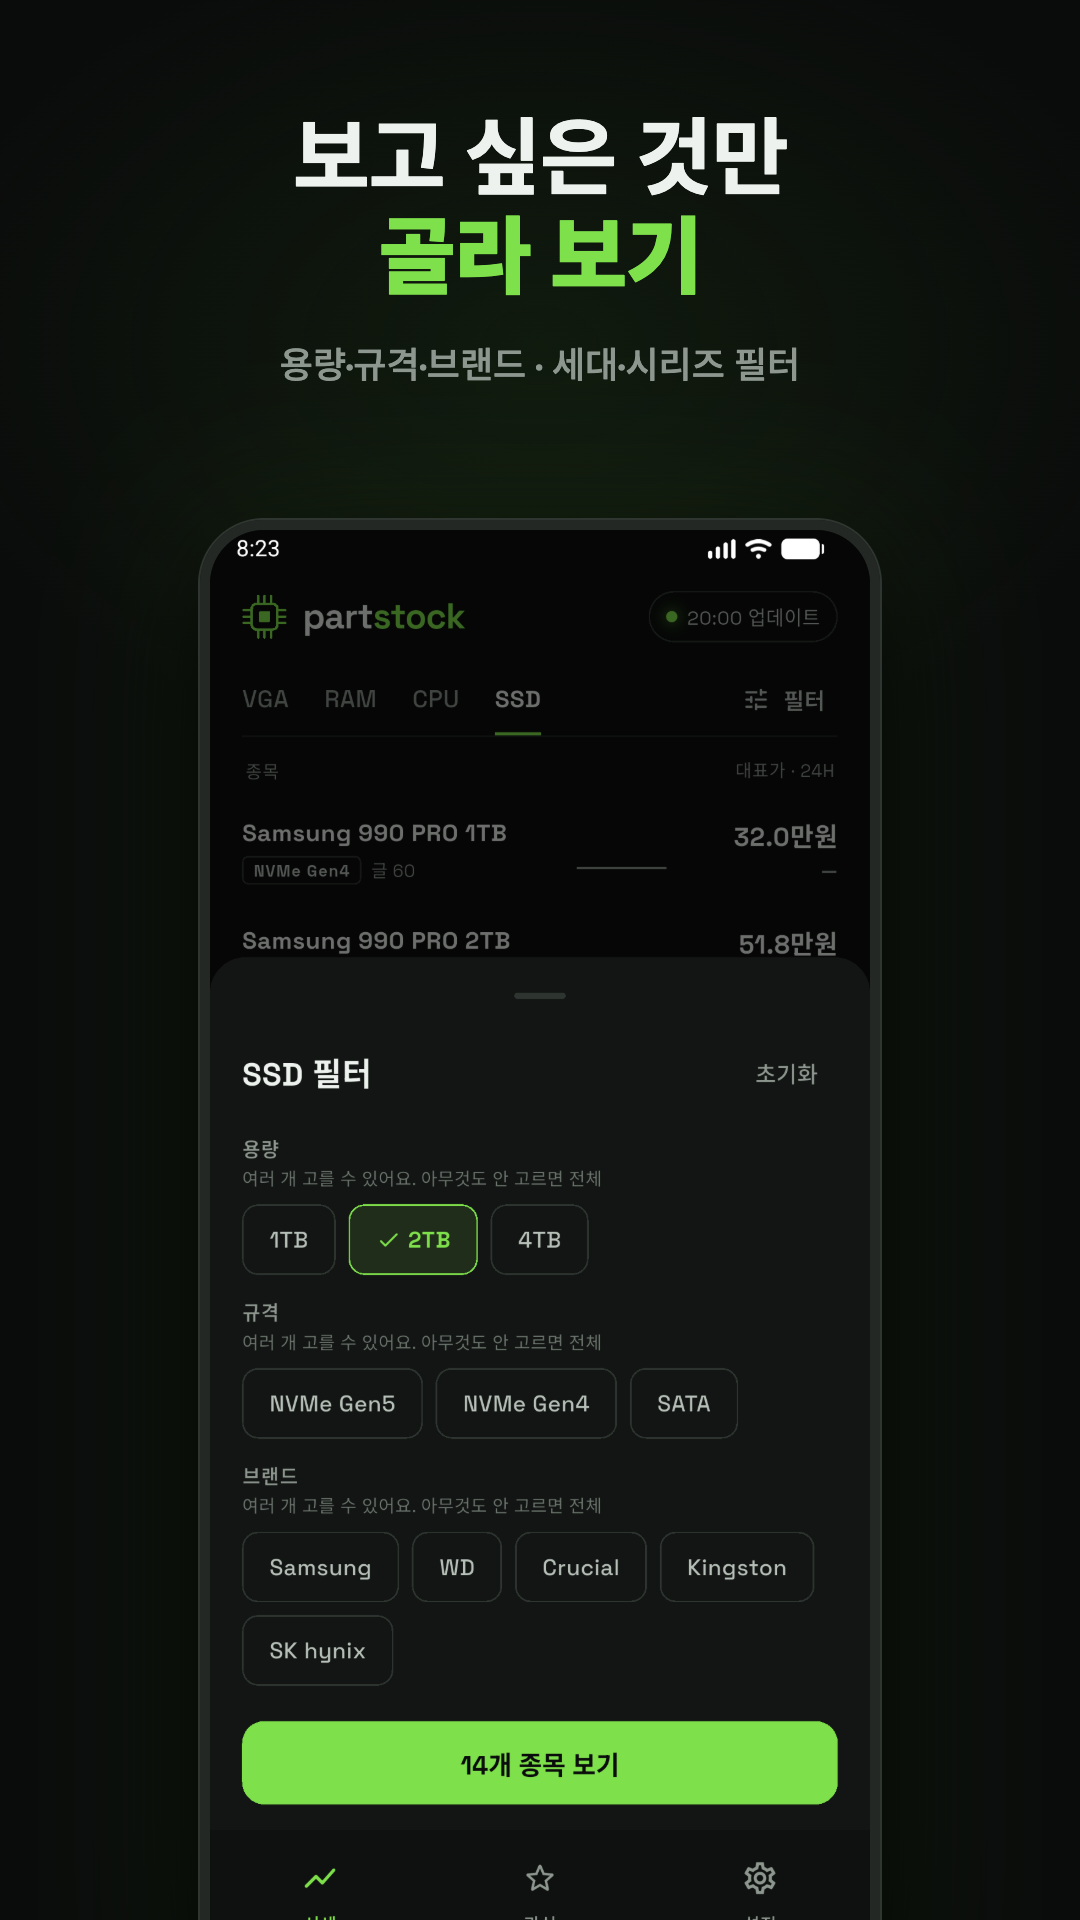 보고 싶은 것만
골라 보기
용량·규격·브랜드 · 세대·시리즈 필터
8:23
partstock
20:00 업데이트
VGA RAM CPU SSD 필터
종목 대표가 · 24H
Samsung 990 PRO 1TB 32.0만원
NVMe Gen4 글 60 —
Samsung 990 PRO 2TB 51.8만원
SSD 필터 초기화
용량
여러 개 고를 수 있어요. 아무것도 안 고르면 전체
1TB 2TB 4TB
규격
여러 개 고를 수 있어요. 아무것도 안 고르면 전체
NVMe Gen5 NVMe Gen4 SATA
브랜드
여러 개 고를 수 있어요. 아무것도 안 고르면 전체
Samsung WD Crucial Kingston
SK hynix
14개 종목 보기